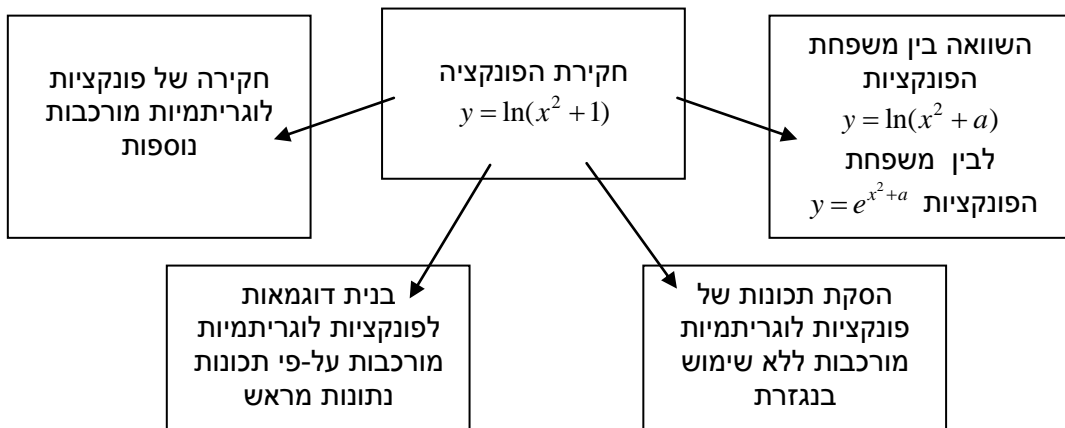 השוואה בין משפחת
הפונקציות
y = ln(x² + a)
לבין משפחת
הפונקציות y = e^{x²+a}
חקירת הפונקציה
y = ln(x² + 1)
חקירה של פונקציות
לוגריתמיות מורכבות
נוספות
הסקת תכונות של
פונקציות לוגריתמיות
מורכבות ללא שימוש
בנגזרת
בנית דוגמאות
לפונקציות לוגריתמיות
מורכבות על-פי תכונות
נתונות מראש